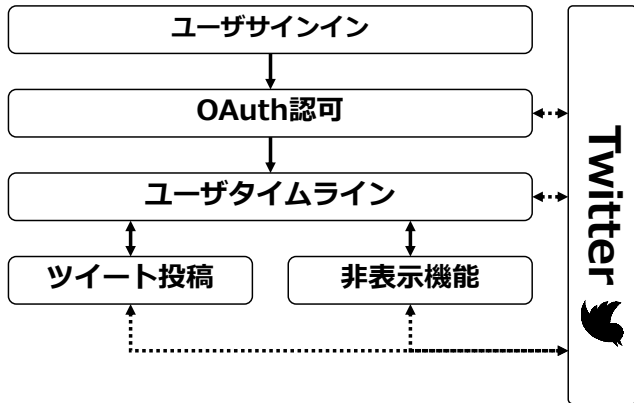 ユーザサインイン
OAuth認可
ユーザタイムライン
ツイート投稿
非表示機能
Twitter